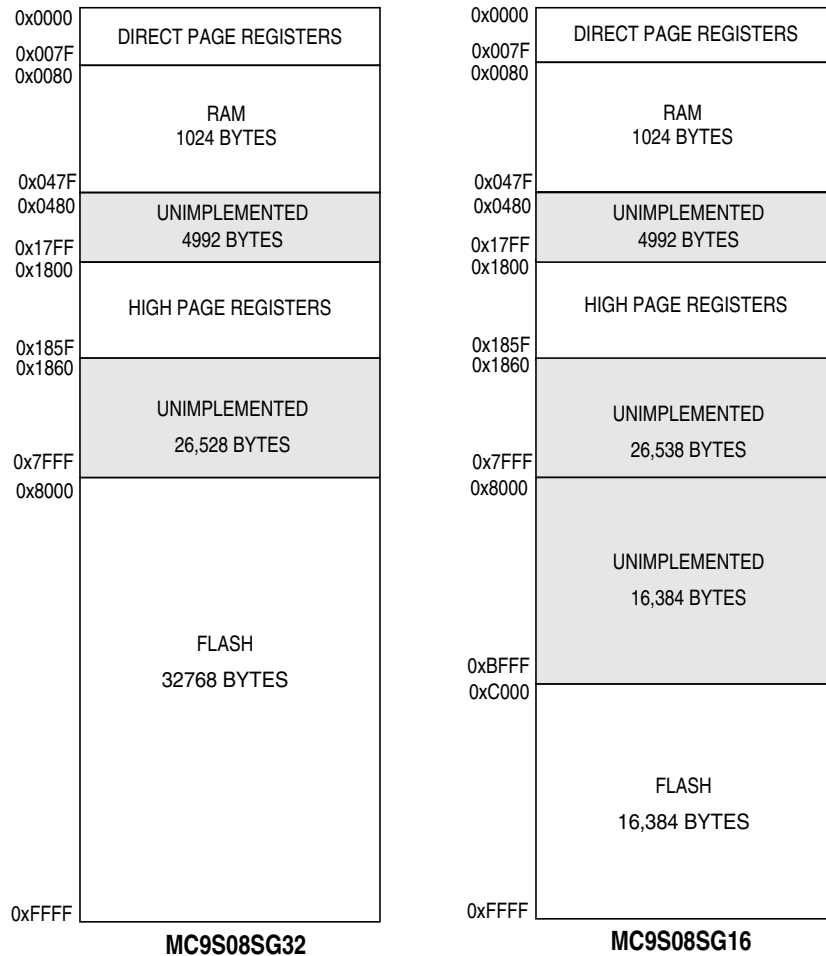 0x0000
DIRECT PAGE REGISTERS
0x007F
0x0080
RAM
1024 BYTES
0x047F
0x0480
UNIMPLEMENTED
4992 BYTES
0x17FF
0x1800
HIGH PAGE REGISTERS
0x185F
0x1860
UNIMPLEMENTED
26,528 BYTES
0x7FFF
0x8000
FLASH
32768 BYTES
0xFFFF
MC9S08SG32
0x0000
DIRECT PAGE REGISTERS
0x007F
0x0080
RAM
1024 BYTES
0x047F
0x0480
UNIMPLEMENTED
4992 BYTES
0x17FF
0x1800
HIGH PAGE REGISTERS
0x185F
0x1860
UNIMPLEMENTED
26,538 BYTES
0x7FFF
0x8000
UNIMPLEMENTED
16,384 BYTES
0xBFFF
0xC000
FLASH
16,384 BYTES
0xFFFF
MC9S08SG16